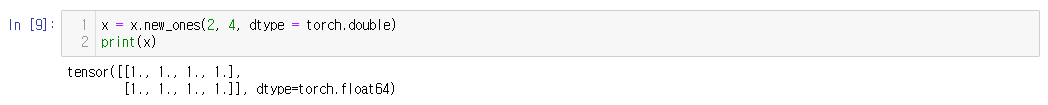 In [9]:
1 x = x.new_ones(2, 4, dtype = torch.double)
2 print(x)
tensor([[1., 1., 1., 1.],
[1., 1., 1., 1.]], dtype=torch.float64)